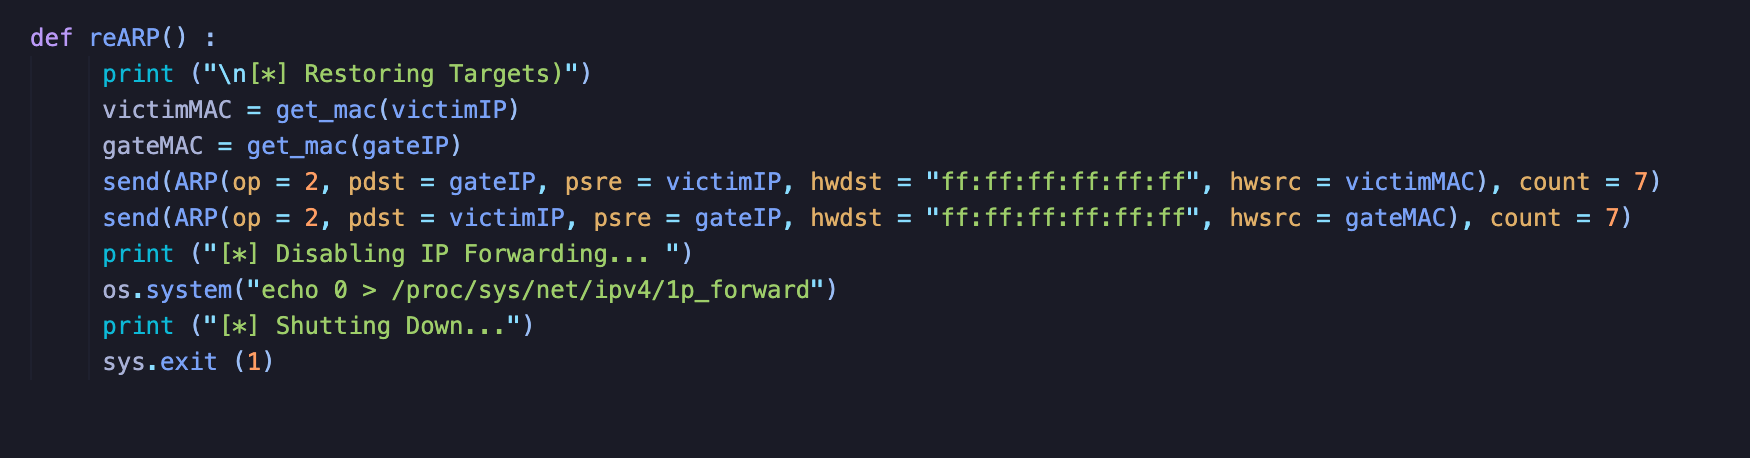 def reARP() :
print ("\n[*] Restoring Targets)")
victimMAC = get_mac(victimIP)
gateMAC = get_mac(gateIP)
send(ARP(op = 2, pdst = gateIP, psre = victimIP, hwdst = "ff:ff:ff:ff:ff:ff", hwsrc = victimMAC), count = 7)
send(ARP(op = 2, pdst = victimIP, psre = gateIP, hwdst = "ff:ff:ff:ff:ff:ff", hwsrc = gateMAC), count = 7)
print ("[*] Disabling IP Forwarding... ")
os.system("echo 0 > /proc/sys/net/ipv4/1p_forward")
print ("[*] Shutting Down...")
sys.exit (1)